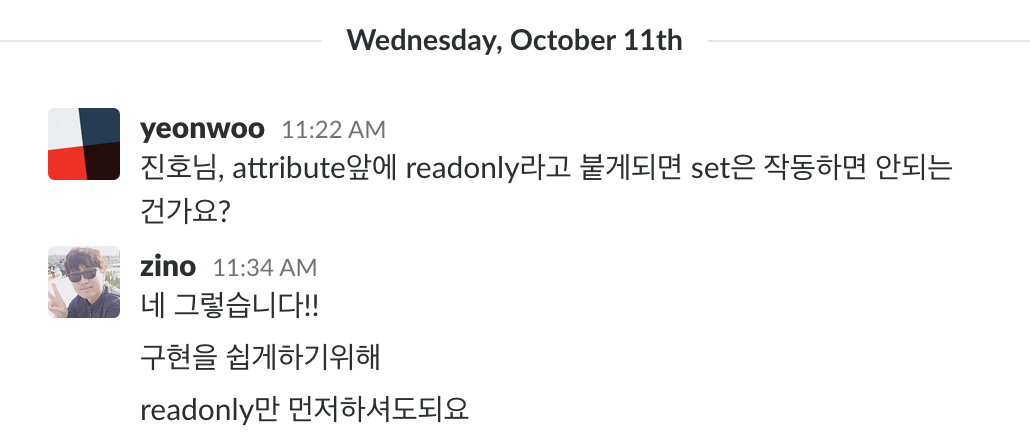 Wednesday, October 11th
yeonwoo 11:22 AM
진호님, attribute앞에 readonly라고 붙게되면 set은 작동하면 안되는
건가요?
zino 11:34 AM
네 그렇습니다!!
구현을 쉽게하기위해
readonly만 먼저하셔도되요